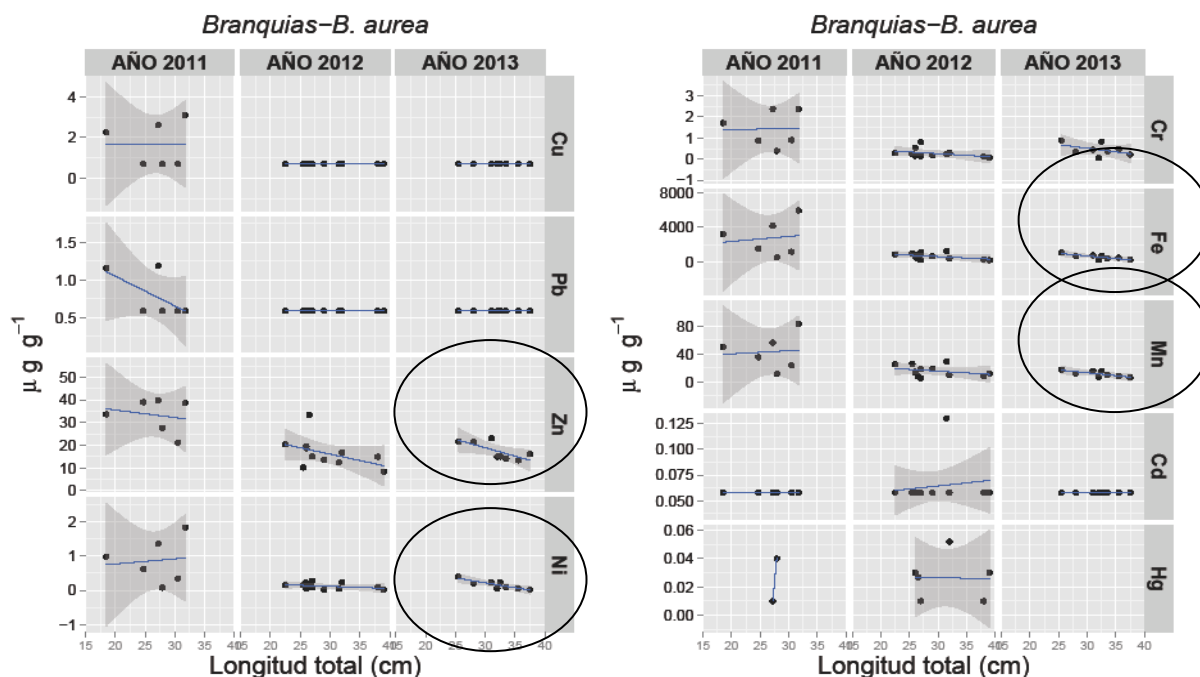 Branquias−B. aurea
AÑO 2011 AÑO 2012 AÑO 2013
4
2
0
Cu
1.5
1.0
0.5
Pb
50
40
30
20
10
0
Zn
2
1
0
−1
Ni
µg g⁻¹
15 20 25 30 35 20 25 30 35 20 25 30 35 40
Longitud total (cm)
Branquias−B. aurea
AÑO 2011 AÑO 2012 AÑO 2013
3
2
1
0
−1
Cr
8000
4000
0
Fe
80
40
0
Mn
0.125
0.100
0.075
0.050
Cd
0.06
0.04
0.02
0.00
Hg
µg g⁻¹
15 20 25 30 35 20 25 30 35 20 25 30 35 40
Longitud total (cm)